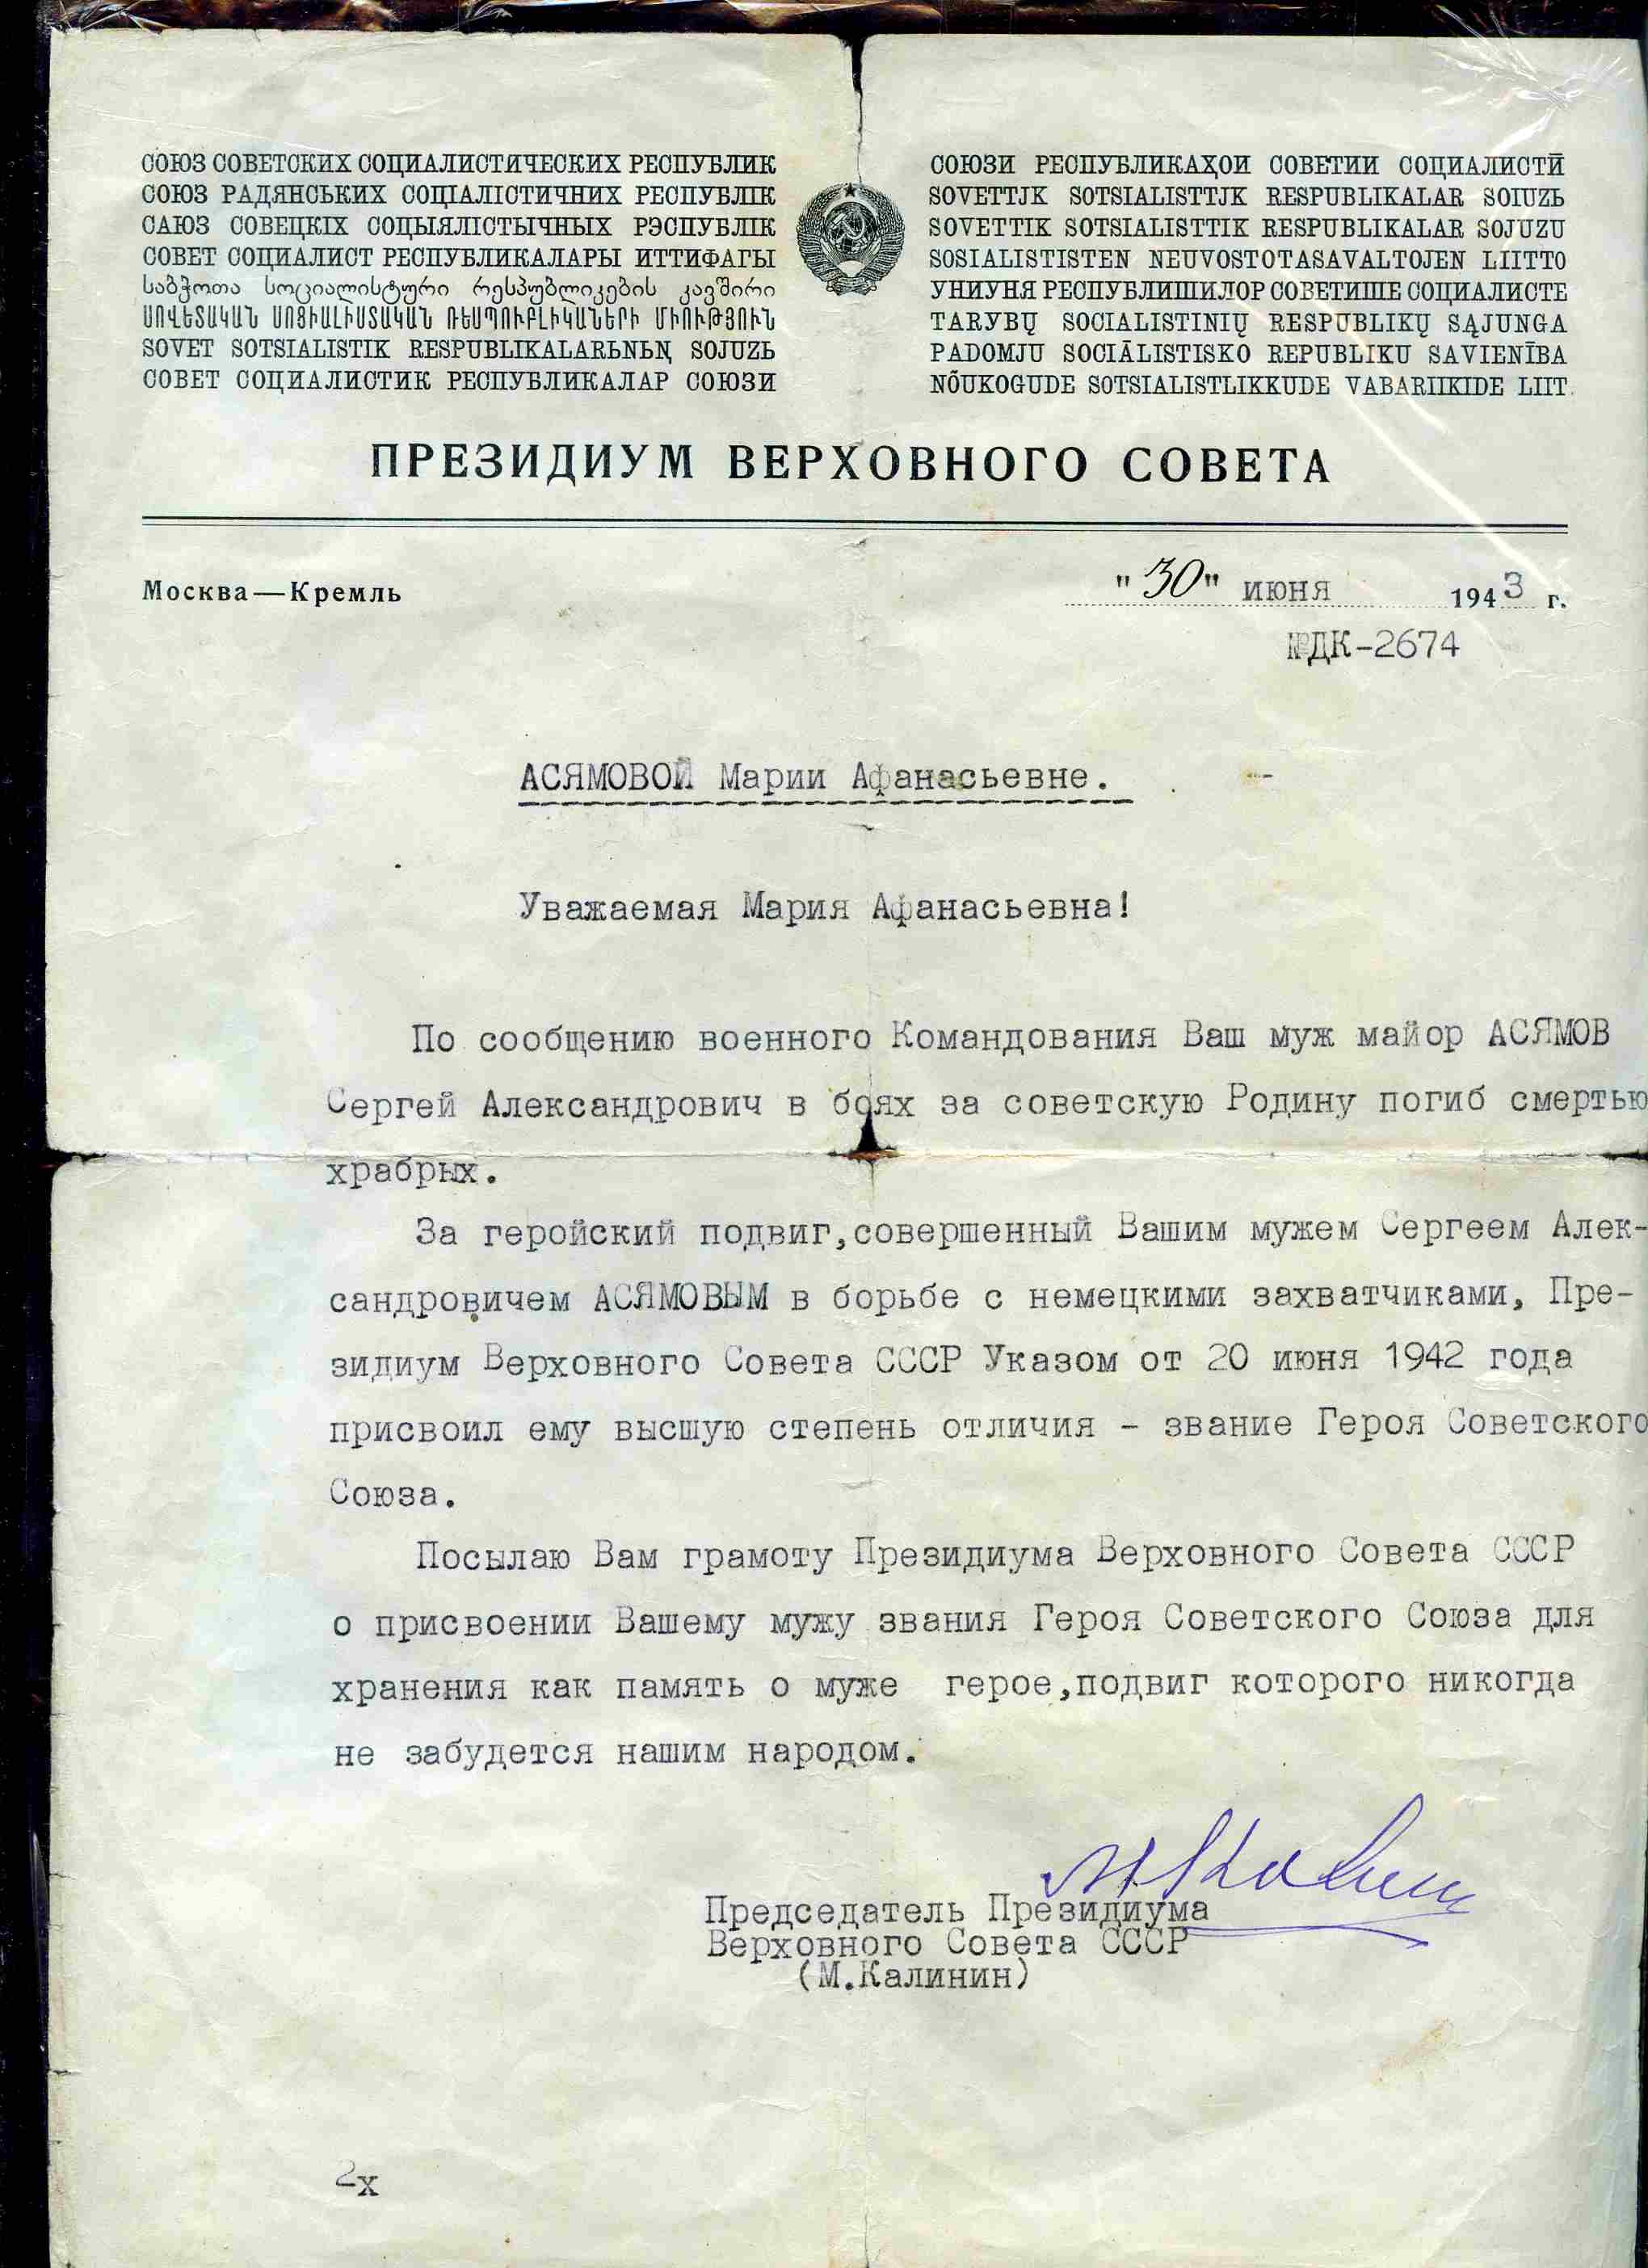 СОЮЗ СОВЕТСКИХ СОЦИАЛИСТИЧЕСКИХ РЕСПУБЛИК
СОЮЗ РАДЯНСЬКИХ СОЦІАЛІСТИЧНИХ РЕСПУБЛІК
САЮЗ СОВЕЦКІХ СОЦЫЯЛІСТЫЧНЫХ РЭСПУБЛІК
СОВЕТ СОЦИАЛИСТ РЕСПУБЛИКАЛАРЫ ИТТИФАГЫ
საბჭოთა სოციალისტური რესპუბლიკების კავშირი
ՍՈՎԵՏԱԿԱՆ ՍՈՑԻԱԼԻՍՏԱԿԱՆ ՌԵՍՊՈՒԲԼԻԿԱՆԵՐԻ ՄԻՈՒԹՅՈՒՆ
SOVET SOTSIALISTIK RESPUBLIKALARЬNЬꞐ SOJUZЬ
СОВЕТ СОЦИАЛИСТИК РЕСПУБЛИКАЛАР СОЮЗИ
СОЮЗИ РЕСПУБЛИКАҲОИ СОВЕТИИ СОЦИАЛИСТӢ
SOVETTJK SOTSIALISTTJK RESPUBLIKALAR SOIUZЬ
SOVETTIK SOTSIALISTTIK RESPUBLIKALAR SOJUZU
SOSIALISTISTEN NEUVOSTOTASAVALTOJEN LIITTO
УНИУНЯ РЕСПУБЛИШИЛОР СОВЕТИШЕ СОЦИАЛИСТЕ
TARYBŲ SOCIALISTINIŲ RESPUBLIKŲ SĄJUNGA
PADOMJU SOCIĀLISTISKO REPUBLIKU SAVIENĪBA
NÕUKOGUDE SOTSIALISTLIKKUDE VABARIIKIDE LIIT.
ПРЕЗИДИУМ ВЕРХОВНОГО СОВЕТА
Москва—Кремль
"30" июня 1943 г.
№ДК-2674
АСЯМОВОЙ Марии Афанасьевне.
Уважаемая Мария Афанасьевна!
По сообщению военного Командования Ваш муж майор АСЯМОВ
Сергей Александрович в боях за советскую Родину погиб смертью
храбрых.
За геройский подвиг,совершенный Вашим мужем Сергеем Алек-
сандровичем АСЯМОВЫМ в борьбе с немецкими захватчиками, Пре-
зидиум Верховного Совета СССР Указом от 20 июня 1942 года
присвоил ему высшую степень отличия - звание Героя Советского
Союза.
Посылаю Вам грамоту Президиума Верховного Совета СССР
о присвоении Вашему мужу звания Героя Советского Союза для
хранения как память о муже герое,подвиг которого никогда
не забудется нашим народом.
М Калинин
Председатель Президиума
Верховного Совета СССР
(М.Калинин)
2х